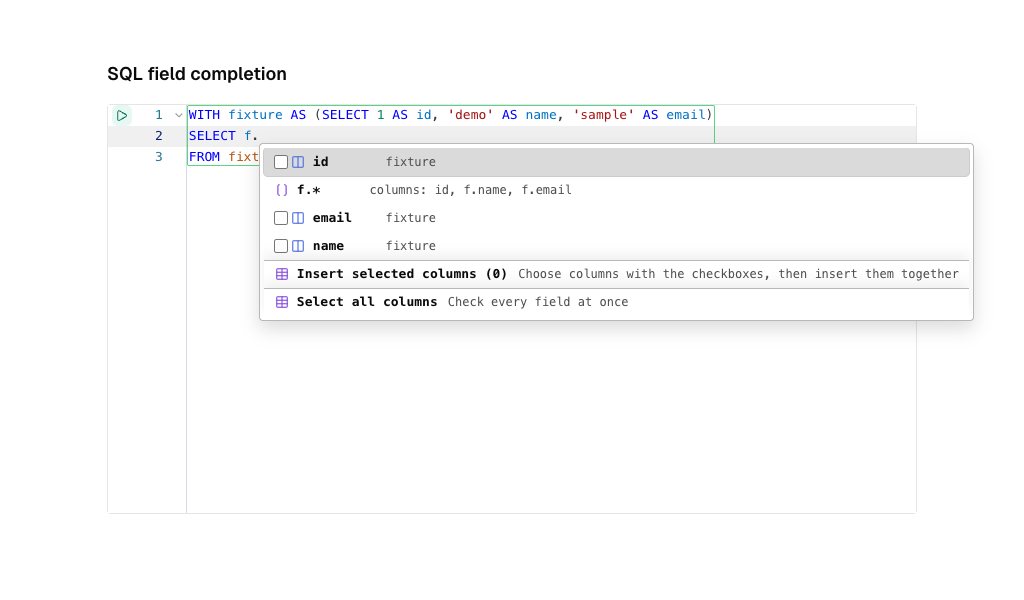 SQL field completion
1 WITH fixture AS (SELECT 1 AS id, 'demo' AS name, 'sample' AS email)
2 SELECT f.
3 FROM fixt
id fixture
f.* columns: id, f.name, f.email
email fixture
name fixture
Insert selected columns (0) Choose columns with the checkboxes, then insert them together
Select all columns Check every field at once